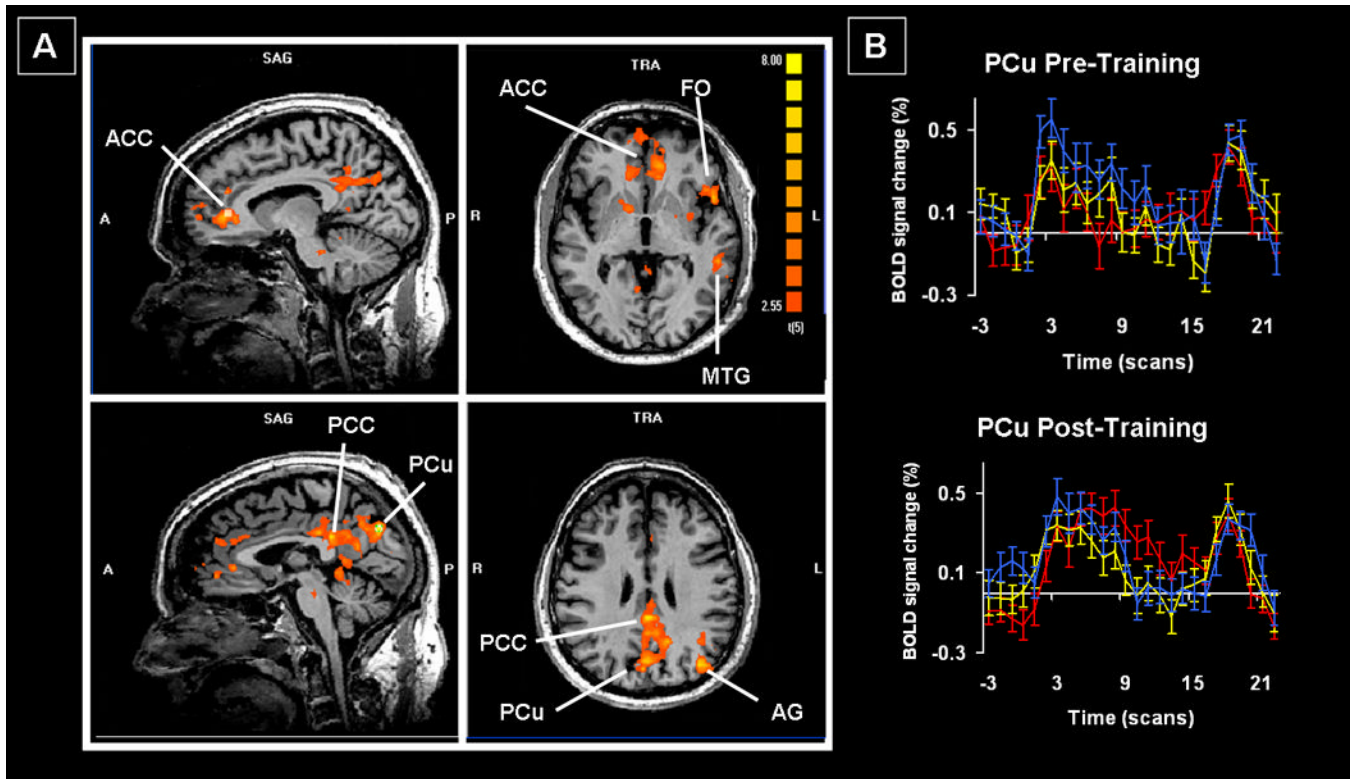 A
SAG
ACC
A
P
TRA
ACC
FO
8.00
R
L
2.55
t(5)
MTG
SAG
PCC
PCu
A
P
TRA
R
L
PCC
PCu
AG
B
PCu Pre-Training
BOLD signal change (%)
0.5
0.1
-0.3
-3 3 9 15 21
Time (scans)
PCu Post-Training
BOLD signal change (%)
0.5
0.1
-0.3
-3 3 9 15 21
Time (scans)